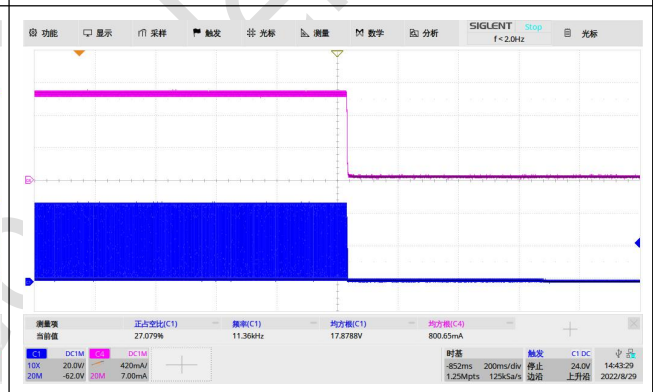 功能 显示 采样 触发 光标 测量 数学 分析 SIGLENT Stop f < 2.0Hz 光标
测量项 正占空比(C1) 频率(C1) 均方根(C1) 均方根(C4)
当前值 27.079% 11.36kHz 17.8788V 800.65mA
C1 DC1M C4 DC1M 时基 触发 C1 DC
10X 20.0V/ 420mA/ -852ms 200ms/div 停止 24.0V 14:43:29
20M -62.0V 20M 7.00mA 1.25Mpts 125kSa/s 边沿 上升沿 2022/8/29